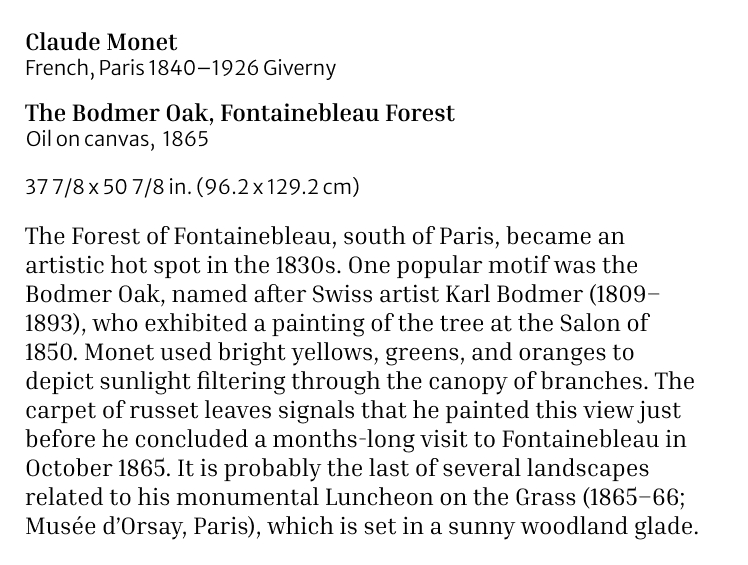 Claude Monet
French, Paris 1840–1926 Giverny
The Bodmer Oak, Fontainebleau Forest
Oil on canvas, 1865
37 7/8 x 50 7/8 in. (96.2 x 129.2 cm)
The Forest of Fontainebleau, south of Paris, became an
artistic hot spot in the 1830s. One popular motif was the
Bodmer Oak, named after Swiss artist Karl Bodmer (1809–
1893), who exhibited a painting of the tree at the Salon of
1850. Monet used bright yellows, greens, and oranges to
depict sunlight filtering through the canopy of branches. The
carpet of russet leaves signals that he painted this view just
before he concluded a months-long visit to Fontainebleau in
October 1865. It is probably the last of several landscapes
related to his monumental Luncheon on the Grass (1865–66;
Musée d’Orsay, Paris), which is set in a sunny woodland glade.